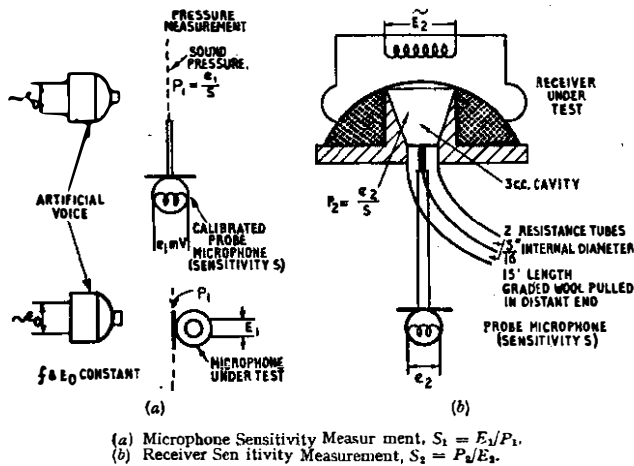 PRESSURE
MEASUREMENT
SOUND
PRESSURE,
P₁ = e₁/S
~e₀
ARTIFICIAL
VOICE
e₁mV
CALIBRATED
PROBE
MICROPHONE
(SENSITIVITY S)
P₁
~e₀
E₁
MICROPHONE
UNDER TEST
f & E₀ CONSTANT
(a)
~
E₂
RECEIVER
UNDER
TEST
3 c.c. CAVITY
P₂ = e₂/S
2 RESISTANCE TUBES
5/16" INTERNAL DIAMETER
15' LENGTH
GRADED WOOL PULLED
IN DISTANT END
PROBE MICROPHONE
(SENSITIVITY S)
e₂
(b)
(a) Microphone Sensitivity Measur ment, S₁ = E₁/P₁.
(b) Receiver Sen itivity Measurement, S₂ = P₂/E₂.